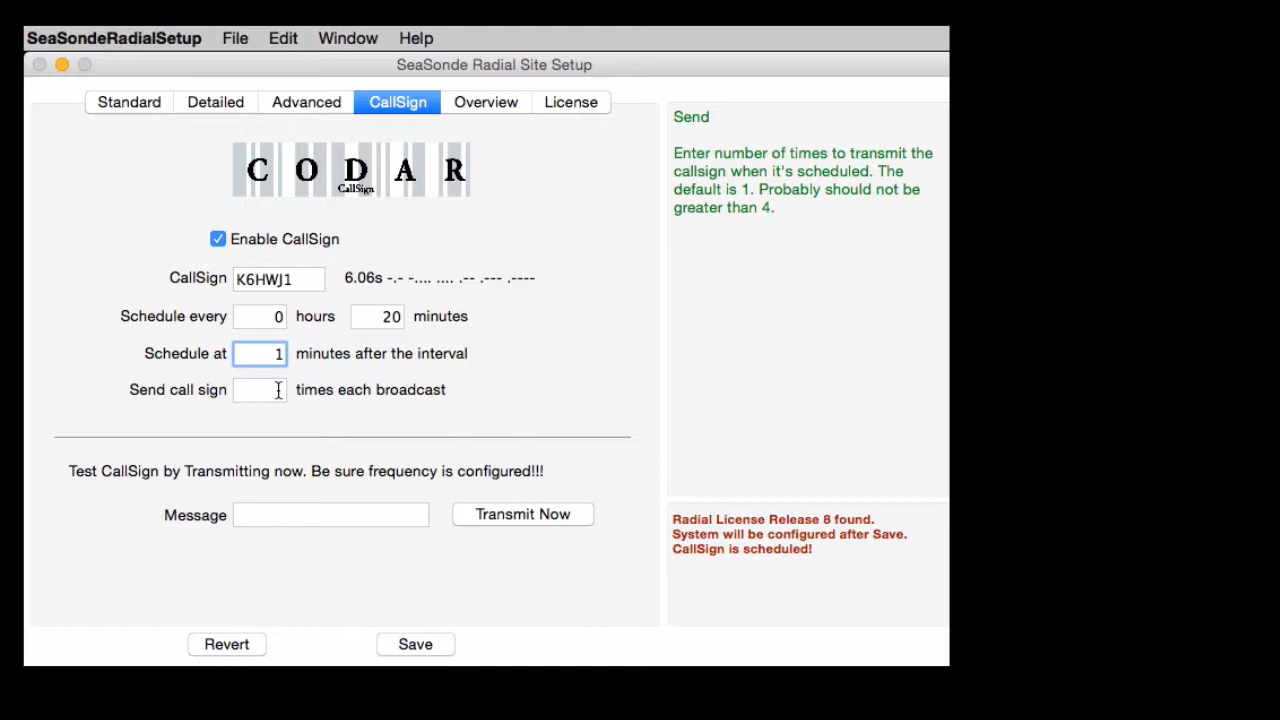 SeaSondeRadialSetup File Edit Window Help
SeaSonde Radial Site Setup
Standard Detailed Advanced CallSign Overview License
C O D A R
CallSign
Enable CallSign
CallSign K6HWJ1 6.06s -.- -.... .... .-- .--- .----
Schedule every 0 hours 20 minutes
Schedule at 1 minutes after the interval
Send call sign times each broadcast
Test CallSign by Transmitting now. Be sure frequency is configured!!!
Message Transmit Now
Revert Save
Send
Enter number of times to transmit the
callsign when it's scheduled. The
default is 1. Probably should not be
greater than 4.
Radial License Release 8 found.
System will be configured after Save.
CallSign is scheduled!